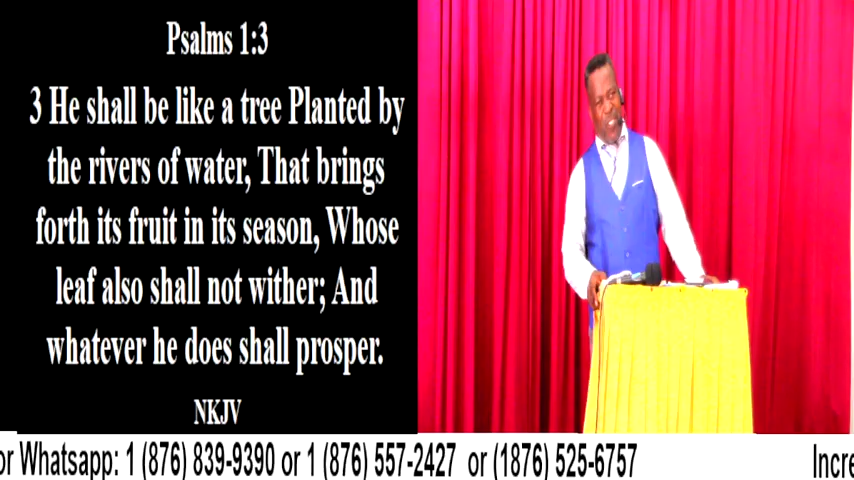 Psalms 1:3
3 He shall be like a tree Planted by
the rivers of water, That brings
forth its fruit in its season, Whose
leaf also shall not wither; And
whatever he does shall prosper.
NKJV
or Whatsapp: 1 (876) 839-9390 or 1 (876) 557-2427 or (1876) 525-6757 Incre